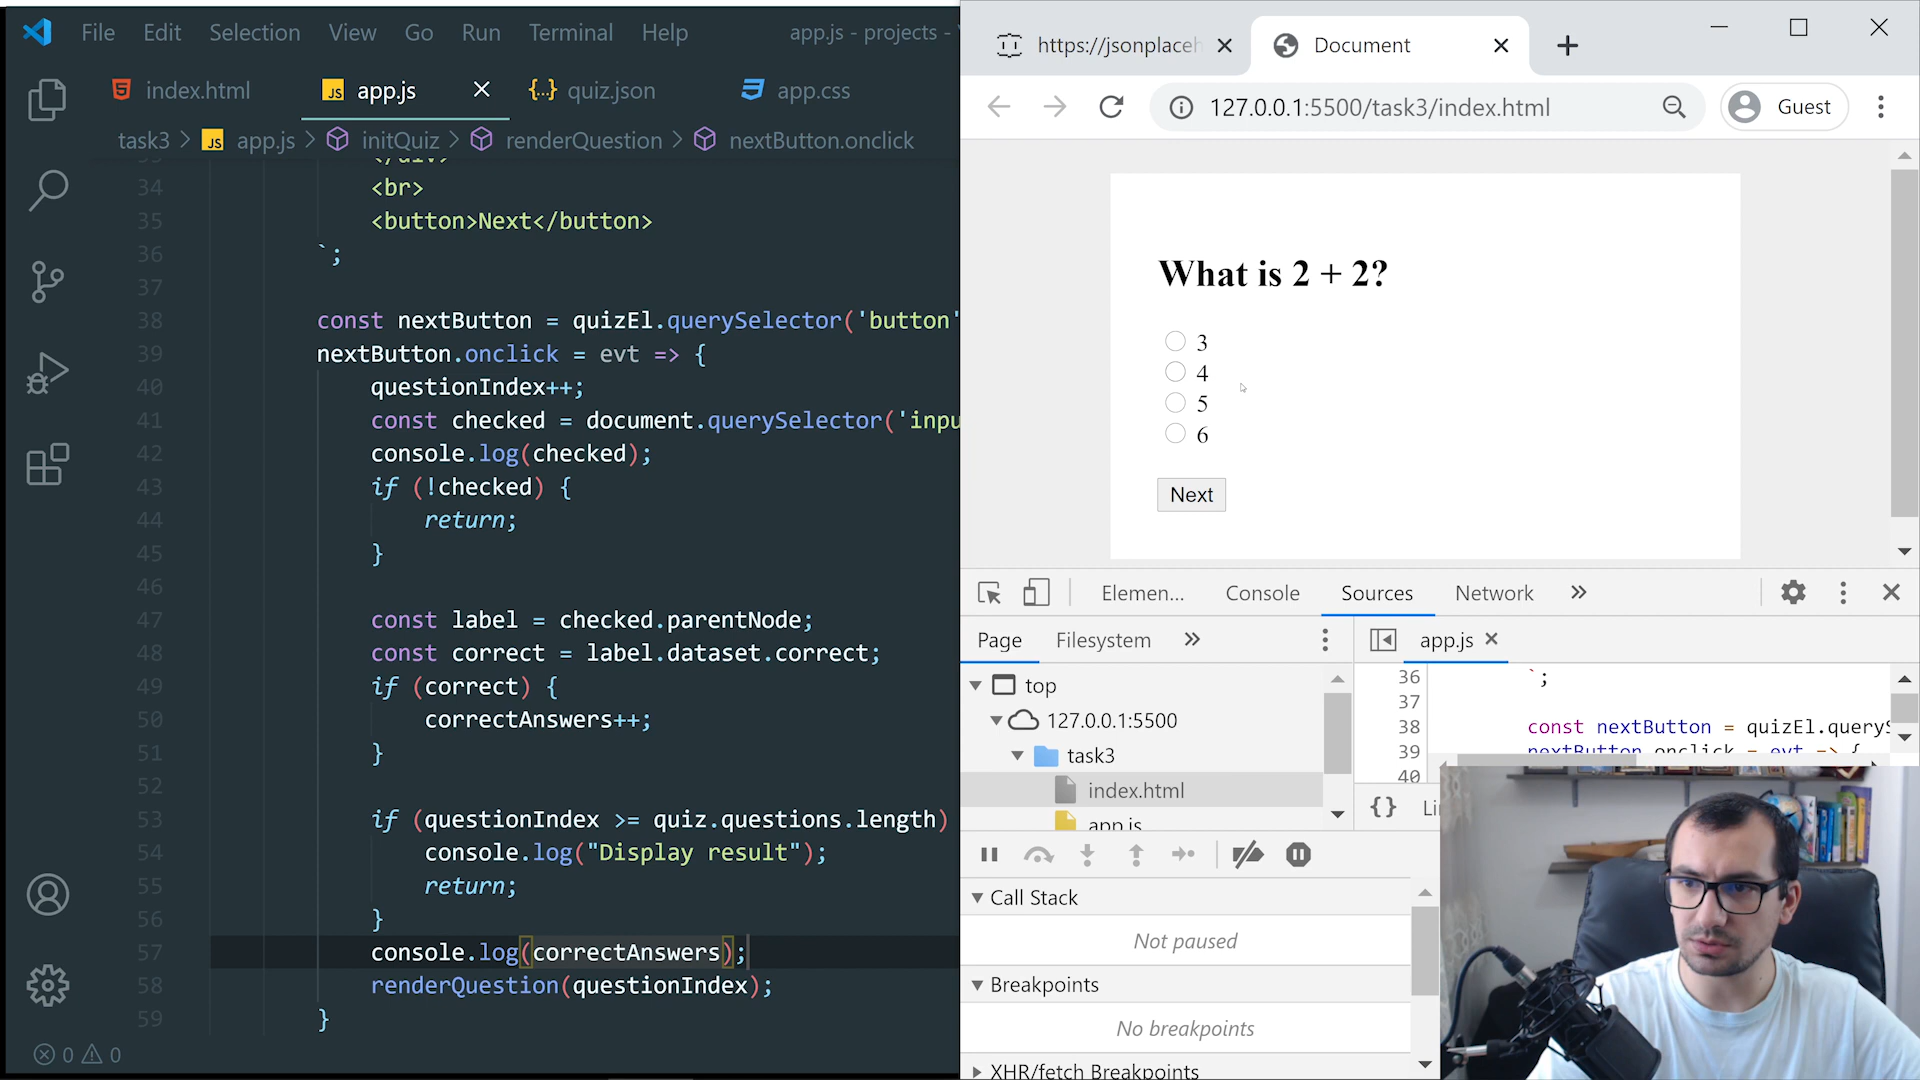 File Edit Selection View Go Run Terminal Help app.js - projects -
index.html app.js quiz.json app.css
task3 > app.js > initQuiz > renderQuestion > nextButton.onclick
34 <br>
35 <button>Next</button>
36 `;
37
38 const nextButton = quizEl.querySelector('button'
39 nextButton.onclick = evt => {
40 questionIndex++;
41 const checked = document.querySelector('inpu
42 console.log(checked);
43 if (!checked) {
44 return;
45 }
46
47 const label = checked.parentNode;
48 const correct = label.dataset.correct;
49 if (correct) {
50 correctAnswers++;
51 }
52
53 if (questionIndex >= quiz.questions.length)
54 console.log("Display result");
55 return;
56 }
57 console.log(correctAnswers);
58 renderQuestion(questionIndex);
59 }
0 0
https://jsonplaceh Document
127.0.0.1:5500/task3/index.html Guest
What is 2 + 2?
3
4
5
6
Next
Elemen... Console Sources Network
Page Filesystem
app.js
top
127.0.0.1:5500
task3
index.html
app.js
36 `;
37
38 const nextButton = quizEl.queryS
39 nextButton.onclick = evt => {
40
{} Li
Call Stack
Not paused
Breakpoints
No breakpoints
XHR/fetch Breakpoints